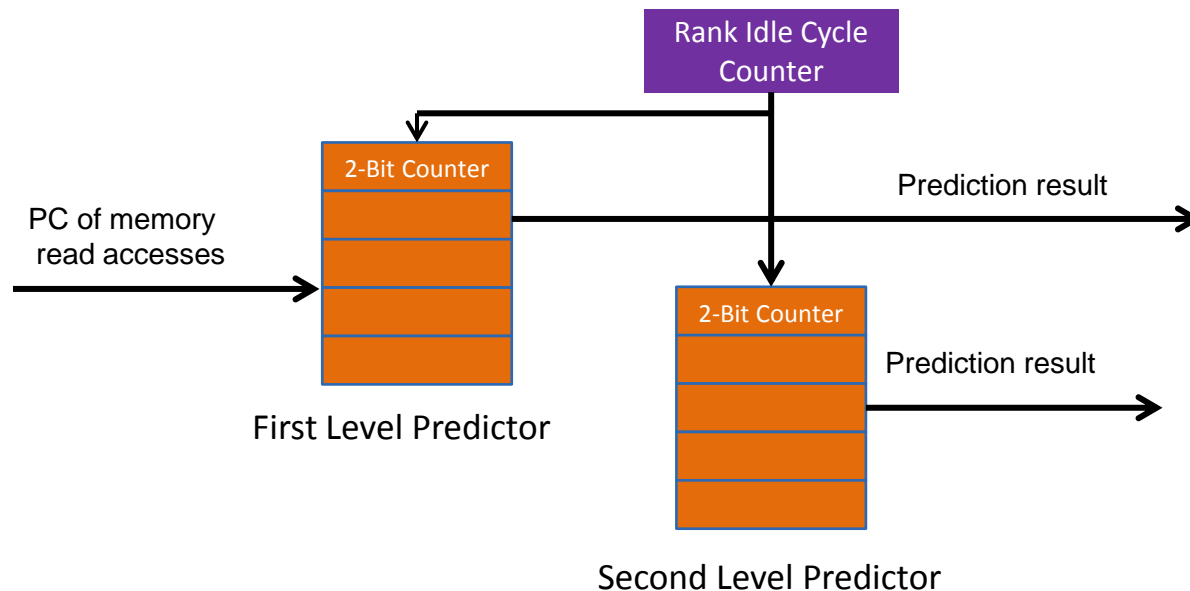 Rank Idle Cycle
Counter
2-Bit Counter
Prediction result
PC of memory
read accesses
2-Bit Counter
Prediction result
First Level Predictor
Second Level Predictor